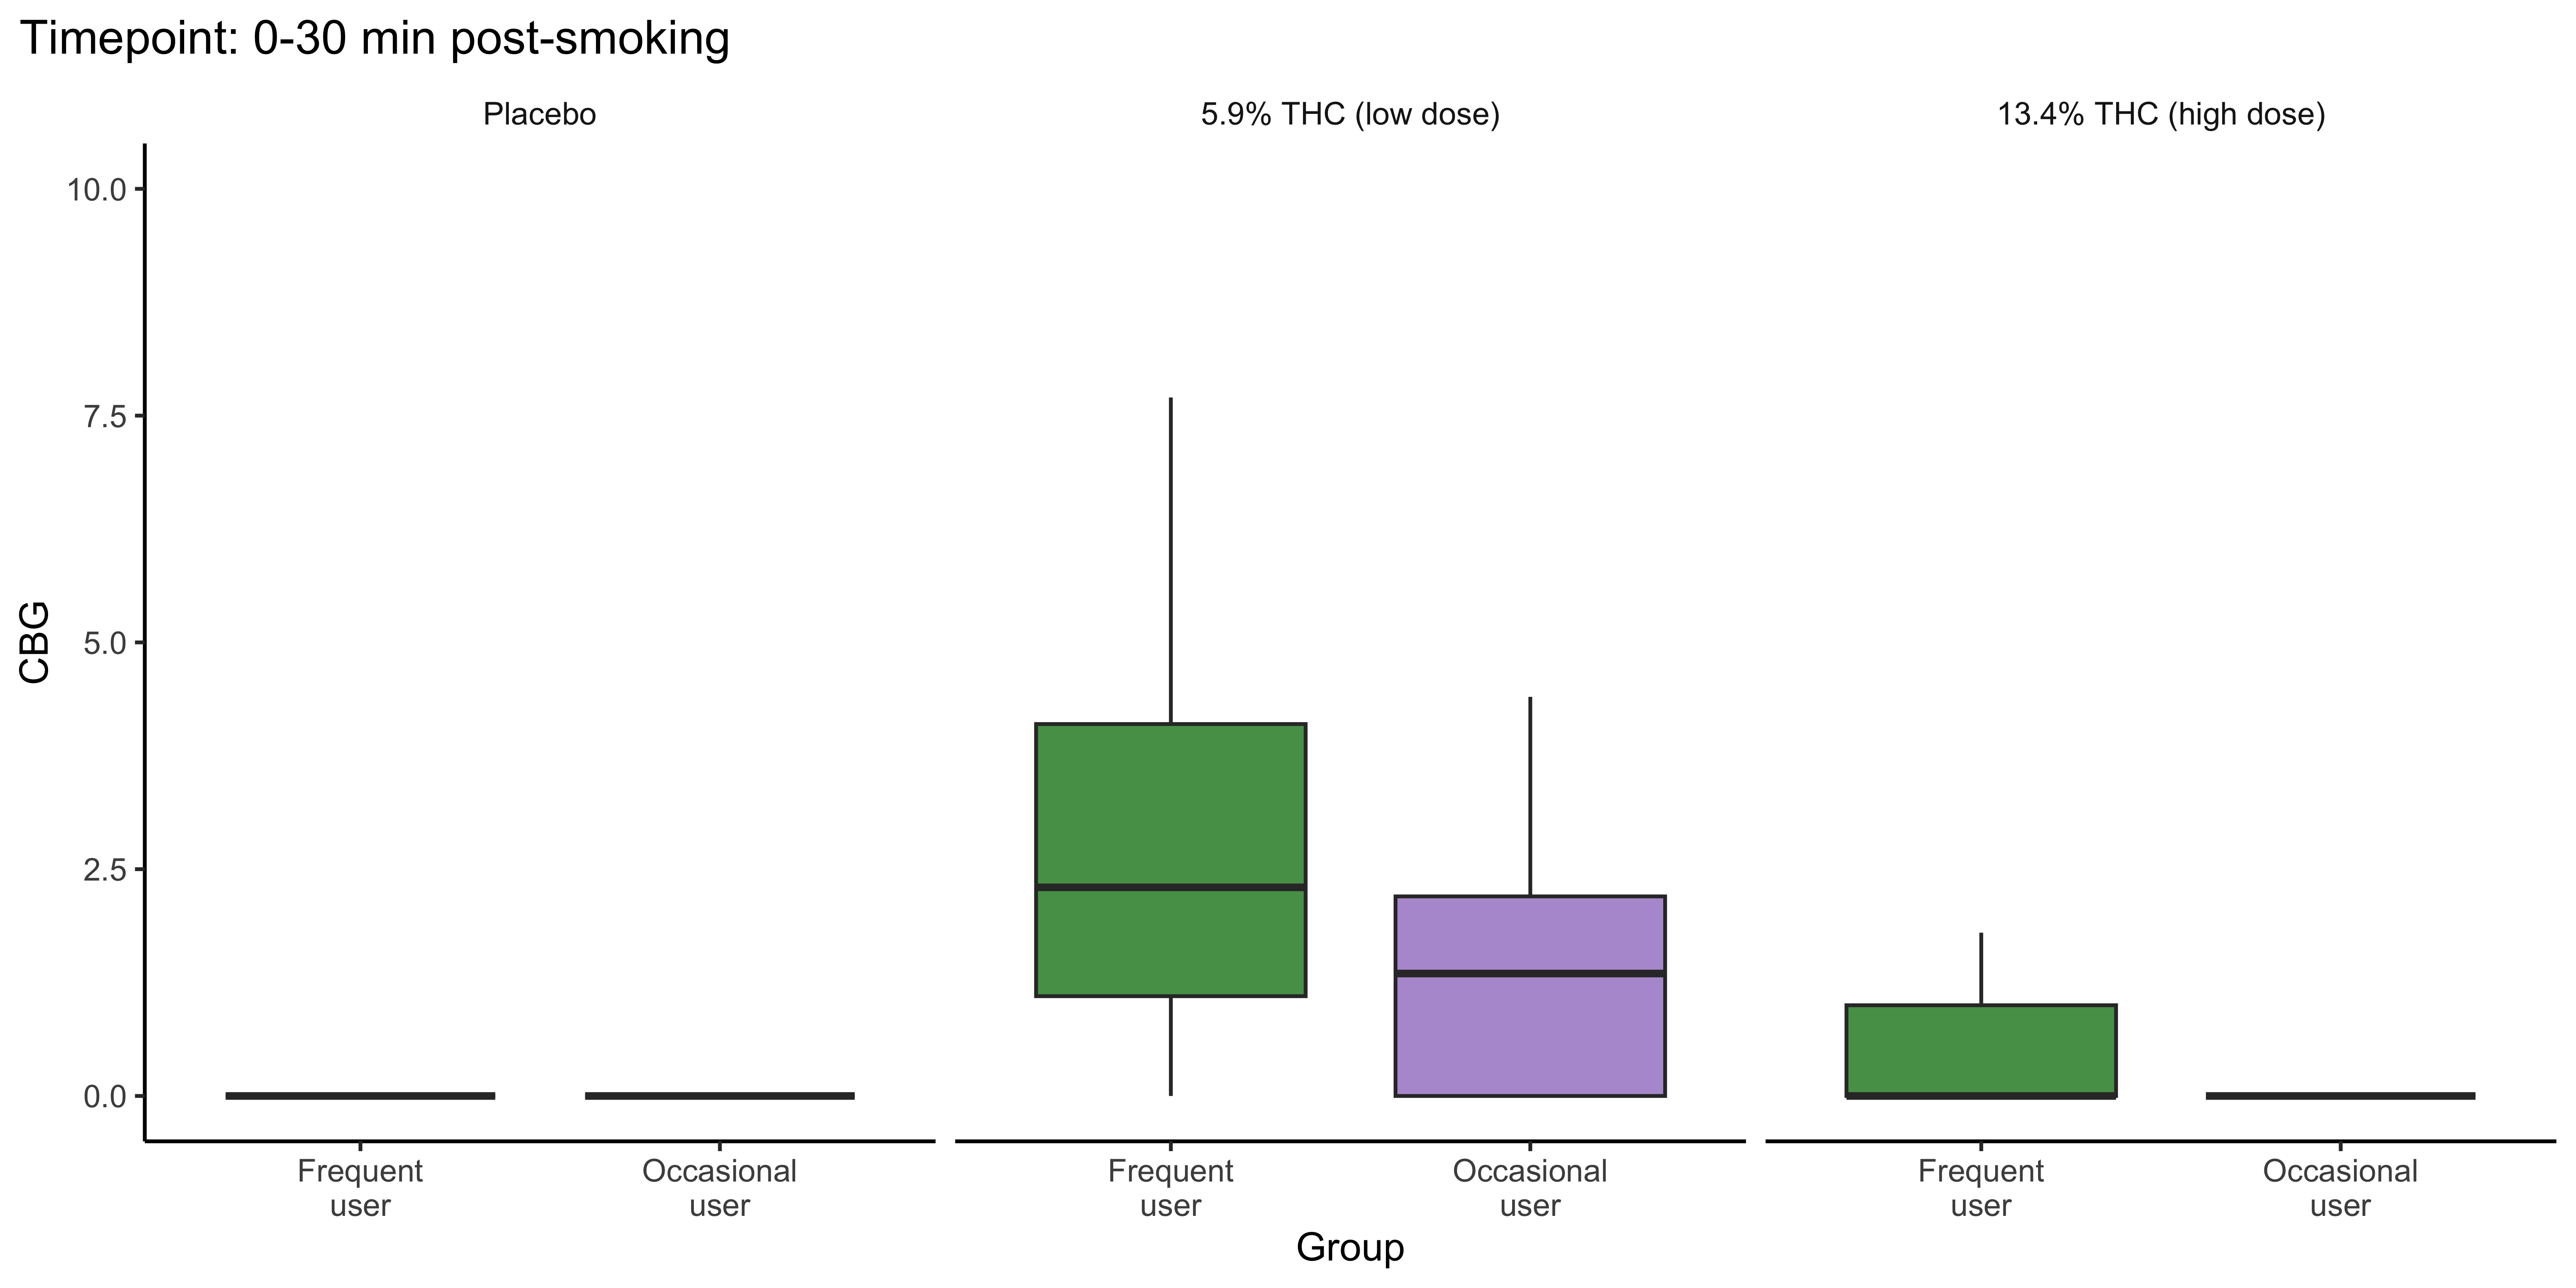 Timepoint: 0-30 min post-smoking
Placebo
5.9% THC (low dose)
13.4% THC (high dose)
10.0
7.5
5.0
2.5
0.0
CBG
Frequent
user
Occasional
user
Frequent
user
Occasional
user
Frequent
user
Occasional
user
Group